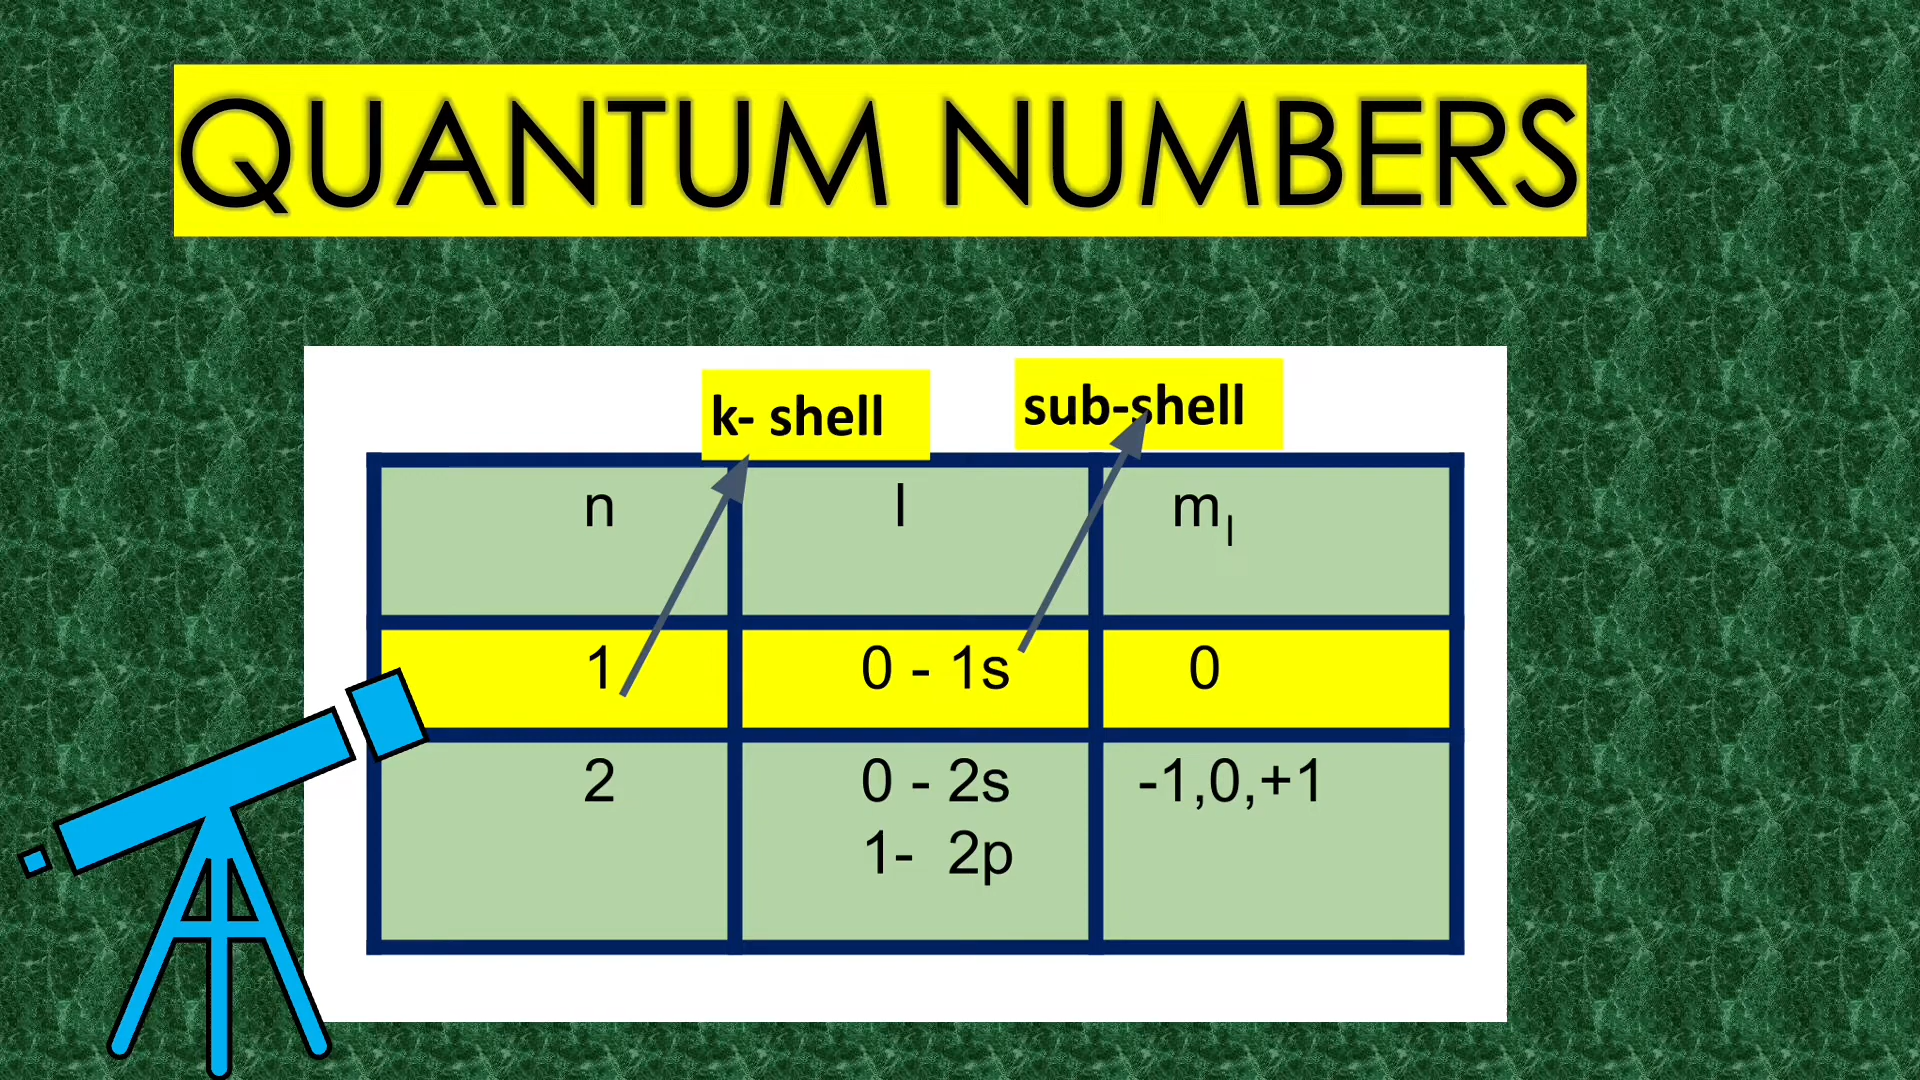 QUANTUM NUMBERS
k- shell
sub-shell
n l mₗ
1 0 - 1s 0
2 0 - 2s -1,0,+1
1- 2p